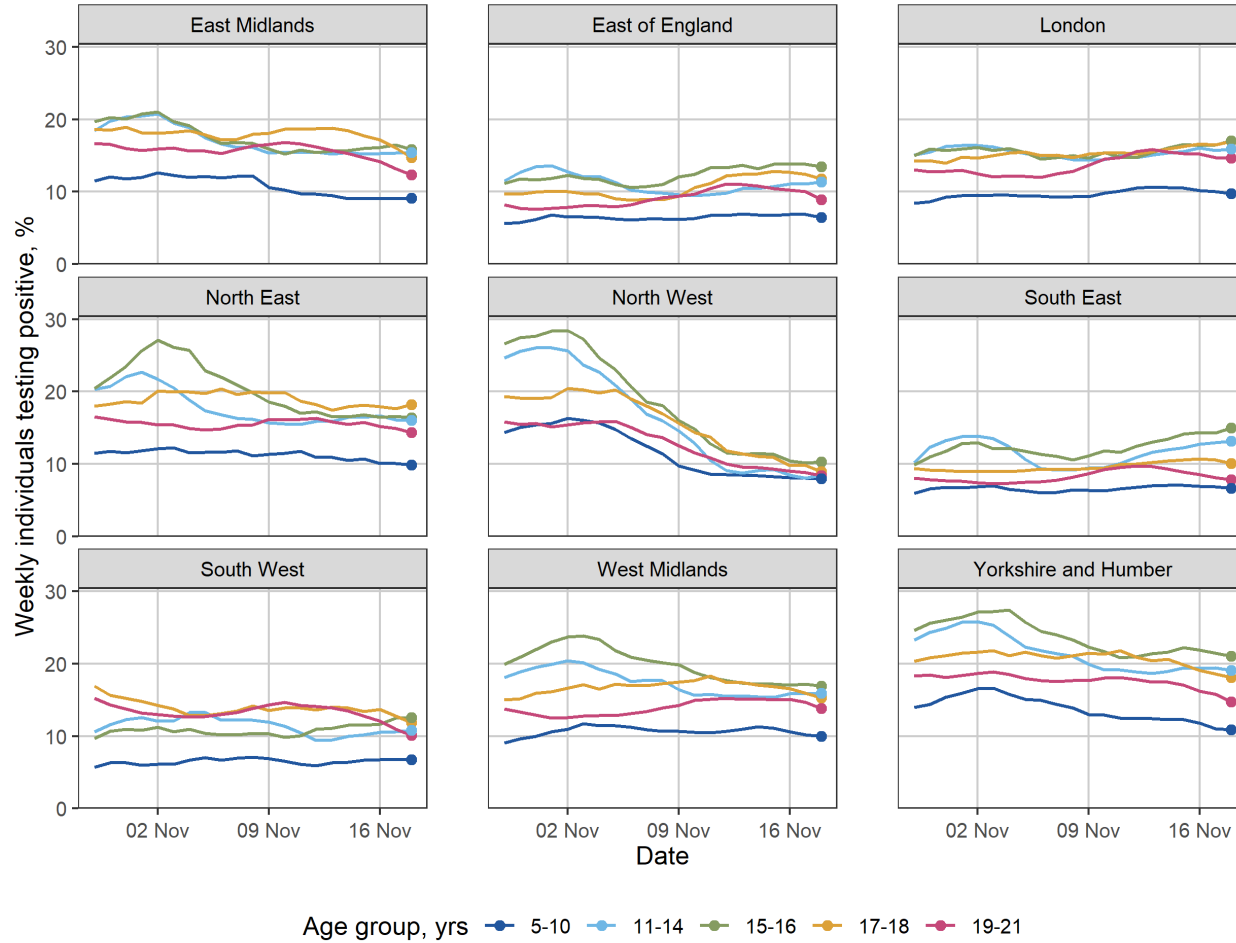 East Midlands East of England London
30
20
10
0
North East North West South East
30
20
10
0
South West West Midlands Yorkshire and Humber
30
20
10
0
Weekly individuals testing positive, %
02 Nov 09 Nov 16 Nov 02 Nov 09 Nov 16 Nov 02 Nov 09 Nov 16 Nov
Date
Age group, yrs 5-10 11-14 15-16 17-18 19-21